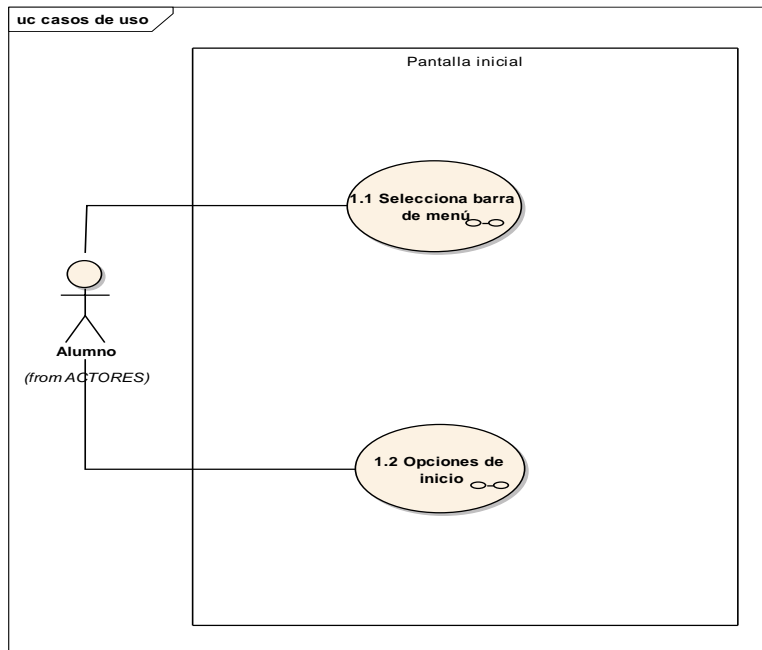 uc casos de uso
Pantalla inicial
1.1 Selecciona barra
de menú
Alumno
(from ACTORES)
1.2 Opciones de
inicio